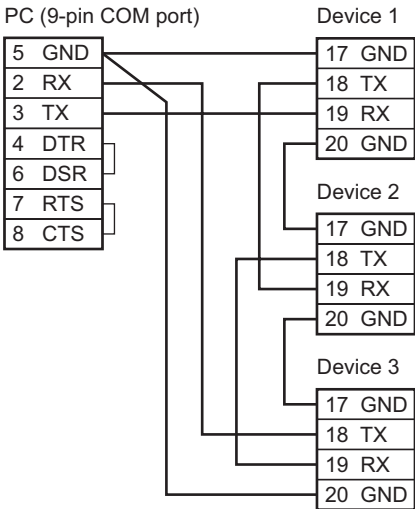 PC (9-pin COM port)
5 GND
2 RX
3 TX
4 DTR
6 DSR
7 RTS
8 CTS
Device 1
17 GND
18 TX
19 RX
20 GND
Device 2
17 GND
18 TX
19 RX
20 GND
Device 3
17 GND
18 TX
19 RX
20 GND